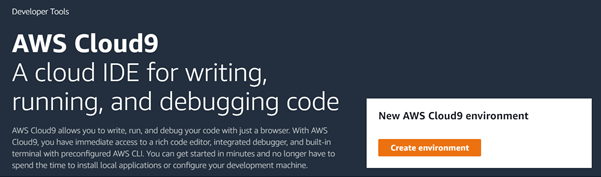 Developer Tools
AWS Cloud9
A cloud IDE for writing,
running, and debugging code
AWS Cloud9 allows you to write, run, and debug your code with just a browser. With AWS
Cloud9, you have immediate access to a rich code editor, integrated debugger, and built-in
terminal with preconfigured AWS CLI. You can get started in minutes and no longer have to
spend the time to install local applications or configure your development machine.
New AWS Cloud9 environment
Create environment